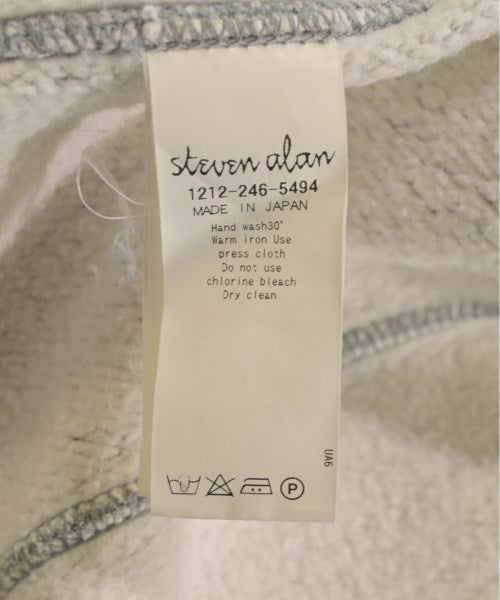 steven alan
1212-246-5494
MADE IN JAPAN
Hand wash30°
Warm iron Use
press cloth
Do not use
chlorine bleach
Dry clean
UA6
P